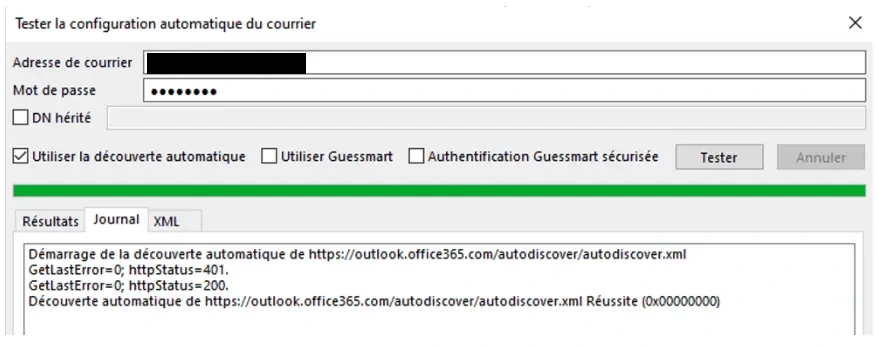 Tester la configuration automatique du courrier
Adresse de courrier
Mot de passe ••••••••
DN hérité
Utiliser la découverte automatique Utiliser Guessmart Authentification Guessmart sécurisée Tester Annuler
Résultats Journal XML
Démarrage de la découverte automatique de https://outlook.office365.com/autodiscover/autodiscover.xml
GetLastError=0; httpStatus=401.
GetLastError=0; httpStatus=200.
Découverte automatique de https://outlook.office365.com/autodiscover/autodiscover.xml Réussite (0x00000000)